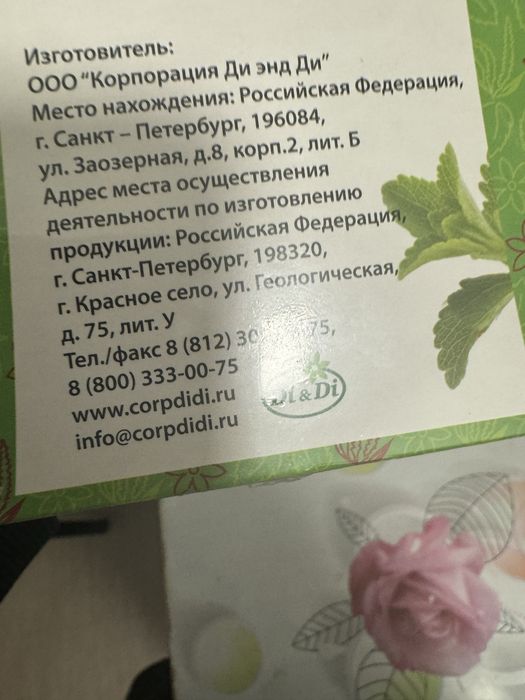 Изготовитель:
ООО "Корпорация Ди энд Ди"
Место нахождения: Российская Федерация,
г. Санкт – Петербург, 196084,
ул. Заозерная, д.8, корп.2, лит. Б
Адрес места осуществления
деятельности по изготовлению
продукции: Российская Федерация,
г. Санкт-Петербург, 198320,
г. Красное село, ул. Геологическая,
д. 75, лит. У
Тел./факс 8 (812)
8 (800) 333-00-75
www.corpdidi.ru
info@corpdidi.ru
Di & Di